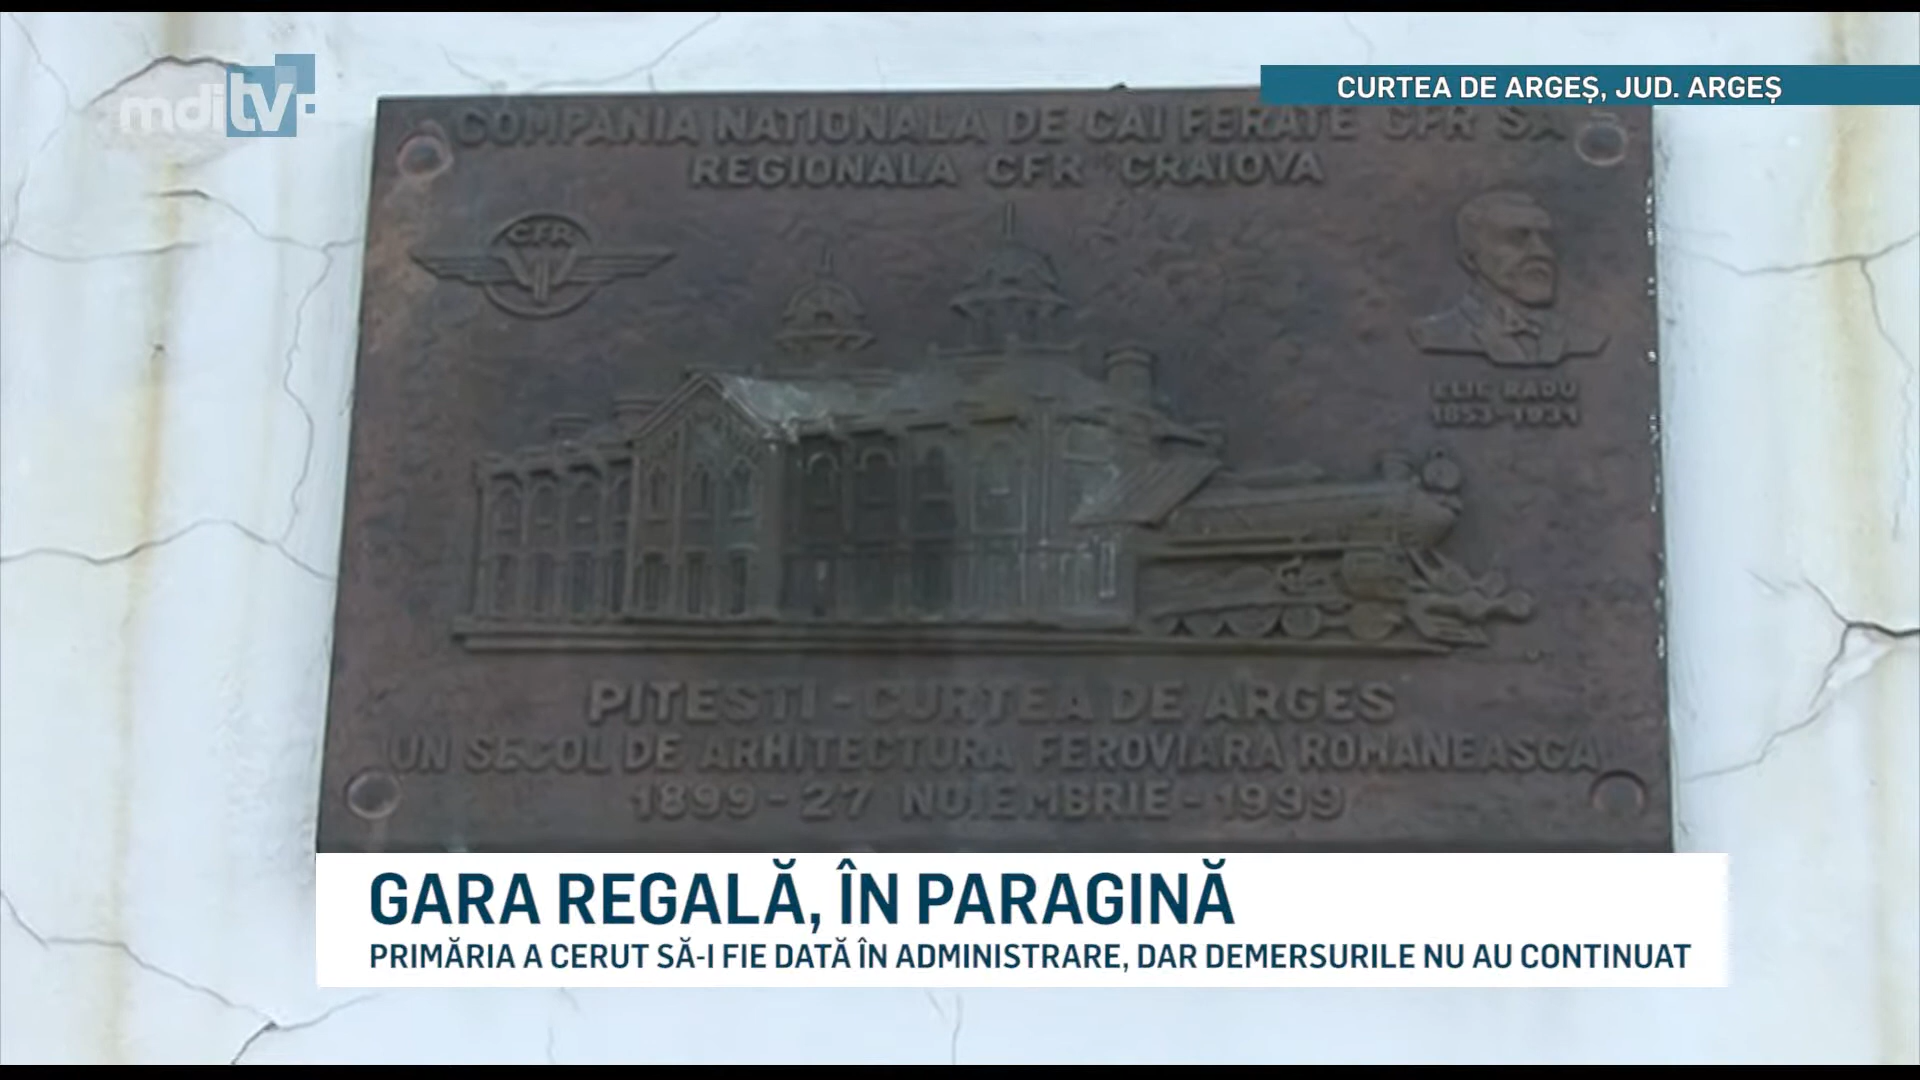 mditv
CURTEA DE ARGEȘ, JUD. ARGEȘ
COMPANIA NATIONALA DE CAI FERATE CFR SA
REGIONALA CFR CRAIOVA
CFR
ELIE RADU
1853-1931
PITESTI - CURTEA DE ARGES
UN SECOL DE ARHITECTURA FEROVIARA ROMANEASCA
1899 - 27 NOIEMBRIE - 1999
GARA REGALĂ, ÎN PARAGINĂ
PRIMĂRIA A CERUT SĂ-I FIE DATĂ ÎN ADMINISTRARE, DAR DEMERSURILE NU AU CONTINUAT